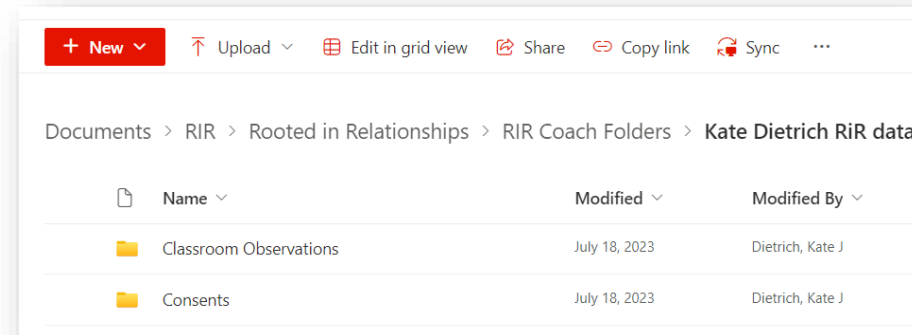 + New Upload Edit in grid view Share Copy link Sync ...
Documents > RIR > Rooted in Relationships > RIR Coach Folders > Kate Dietrich RiR data
Name Modified Modified By
Classroom Observations July 18, 2023 Dietrich, Kate J
Consents July 18, 2023 Dietrich, Kate J